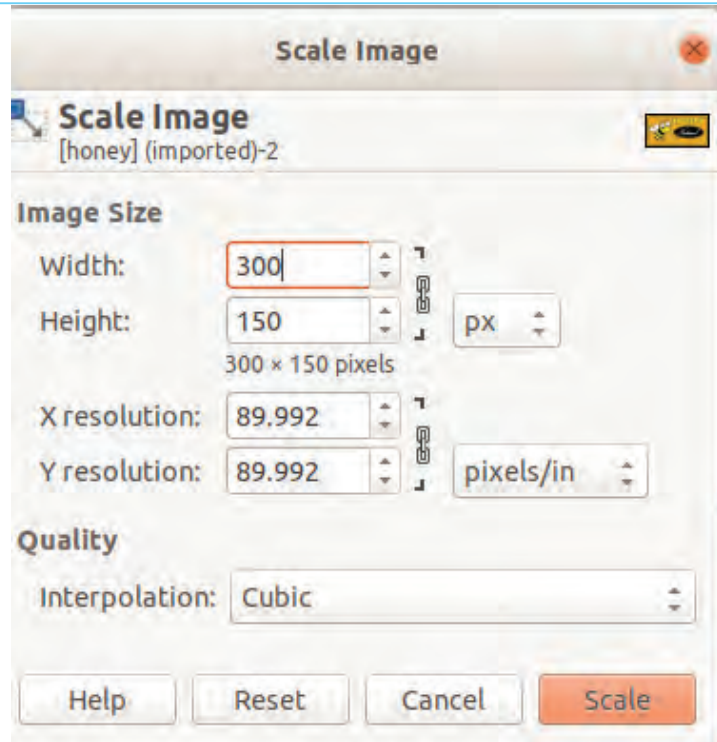 Scale Image
Scale Image
[honey] (imported)-2
Image Size
Width: 300
Height: 150 px
300 × 150 pixels
X resolution: 89.992
Y resolution: 89.992 pixels/in
Quality
Interpolation: Cubic
Help Reset Cancel Scale